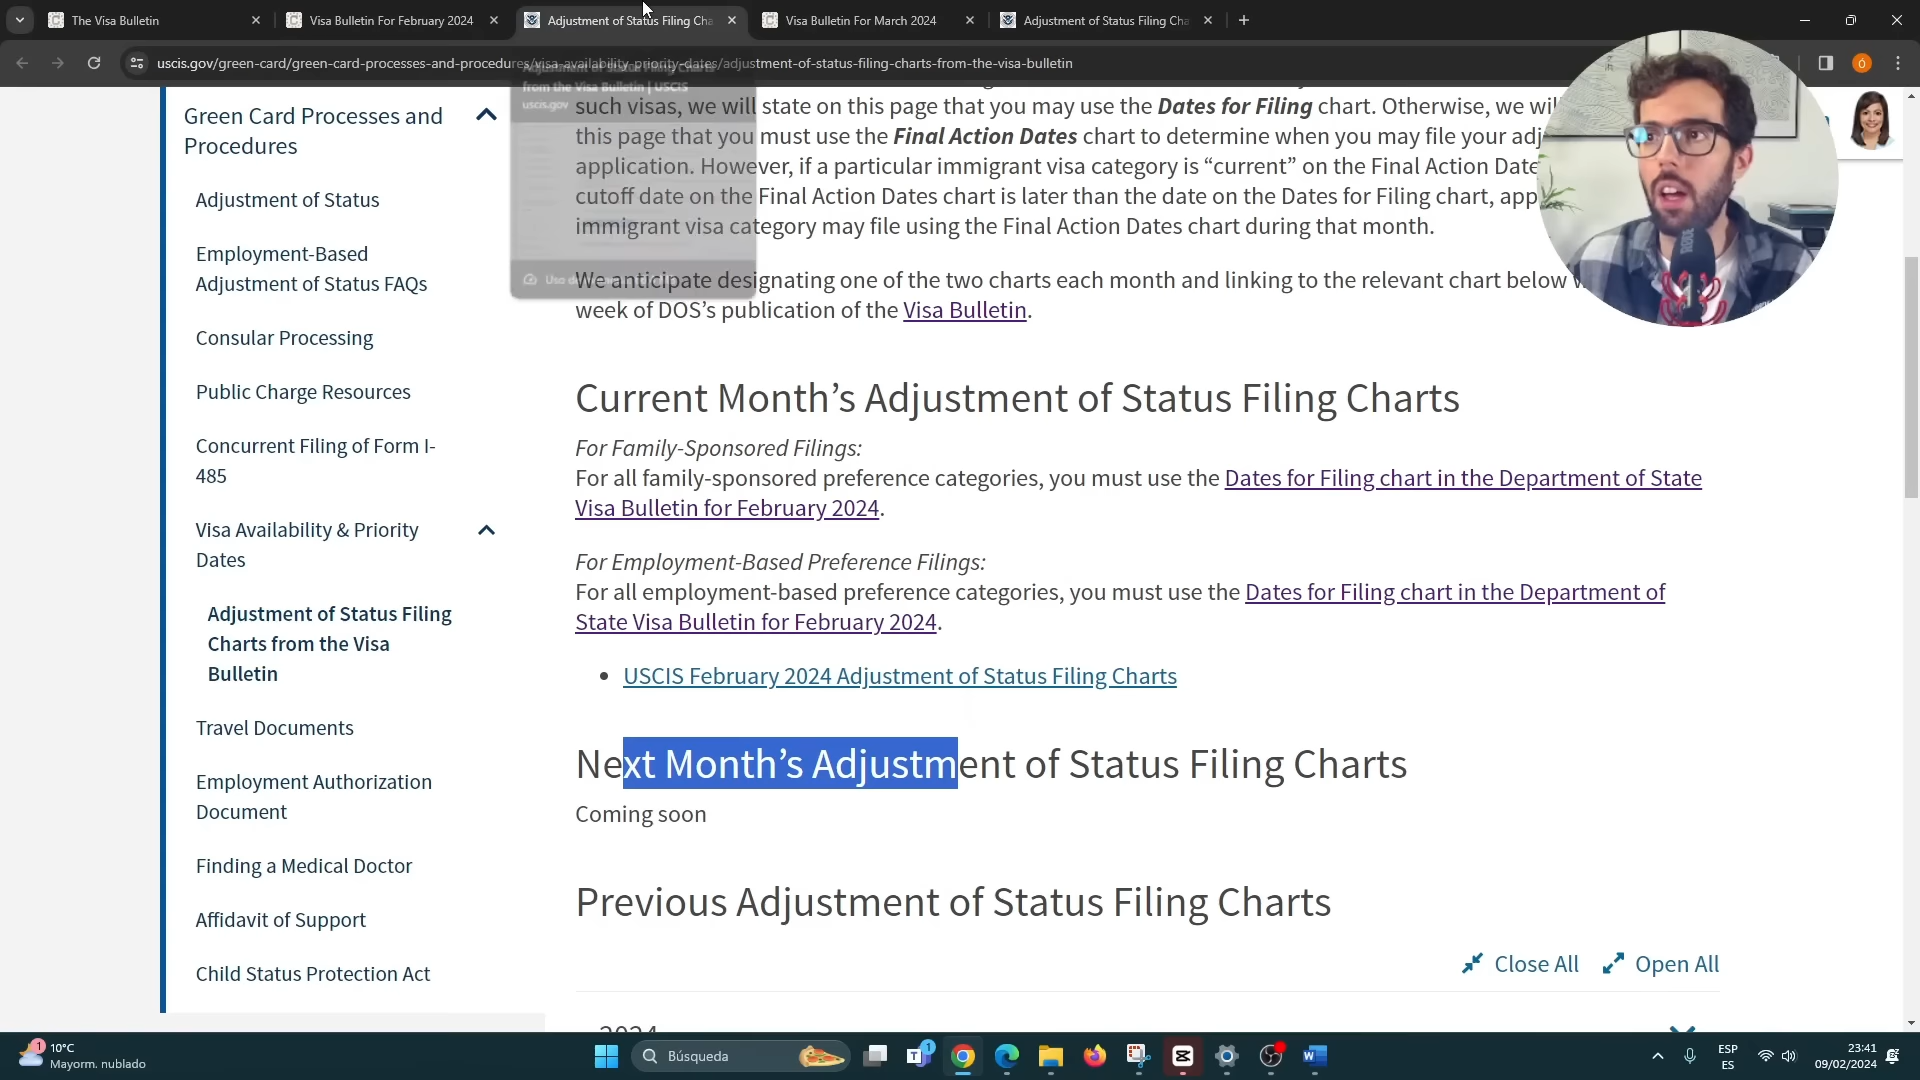 The Visa Bulletin
Visa Bulletin For February 2024
Adjustment of Status Filing Cha
Visa Bulletin For March 2024
Adjustment of Status Filing Cha
uscis.gov/green-card/green-card-processes-and-procedures/visa-availability-priority-dates/adjustment-of-status-filing-charts-from-the-visa-bulletin
Adjustment of Status Filing Charts
from the Visa Bulletin | USCIS
uscis.gov
such visas, we will state on this page that you may use the Dates for Filing chart. Otherwise, we will
this page that you must use the Final Action Dates chart to determine when you may file your adj
application. However, if a particular immigrant visa category is “current” on the Final Action Date
cutoff date on the Final Action Dates chart is later than the date on the Dates for Filing chart, app
immigrant visa category may file using the Final Action Dates chart during that month.
We anticipate designating one of the two charts each month and linking to the relevant chart below w
week of DOS’s publication of the Visa Bulletin.
Current Month’s Adjustment of Status Filing Charts
For Family-Sponsored Filings:
For all family-sponsored preference categories, you must use the Dates for Filing chart in the Department of State
Visa Bulletin for February 2024.
For Employment-Based Preference Filings:
For all employment-based preference categories, you must use the Dates for Filing chart in the Department of
State Visa Bulletin for February 2024.
• USCIS February 2024 Adjustment of Status Filing Charts
Next Month’s Adjustment of Status Filing Charts
Coming soon
Previous Adjustment of Status Filing Charts
Close All
Open All
2024
Green Card Processes and
Procedures
Adjustment of Status
Employment-Based
Adjustment of Status FAQs
Consular Processing
Public Charge Resources
Concurrent Filing of Form I-
485
Visa Availability & Priority
Dates
Adjustment of Status Filing
Charts from the Visa
Bulletin
Travel Documents
Employment Authorization
Document
Finding a Medical Doctor
Affidavit of Support
Child Status Protection Act
1
10°C
Mayorm. nublado
Búsqueda
1
ESP
ES
23:41
09/02/2024